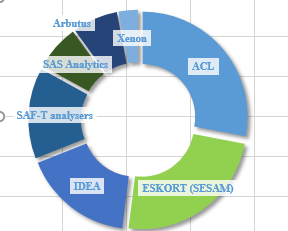 Arbutus
Xenon
SAS Analytics
ACL
SAF-T analysers
IDEA
ESKORT (SESAM)